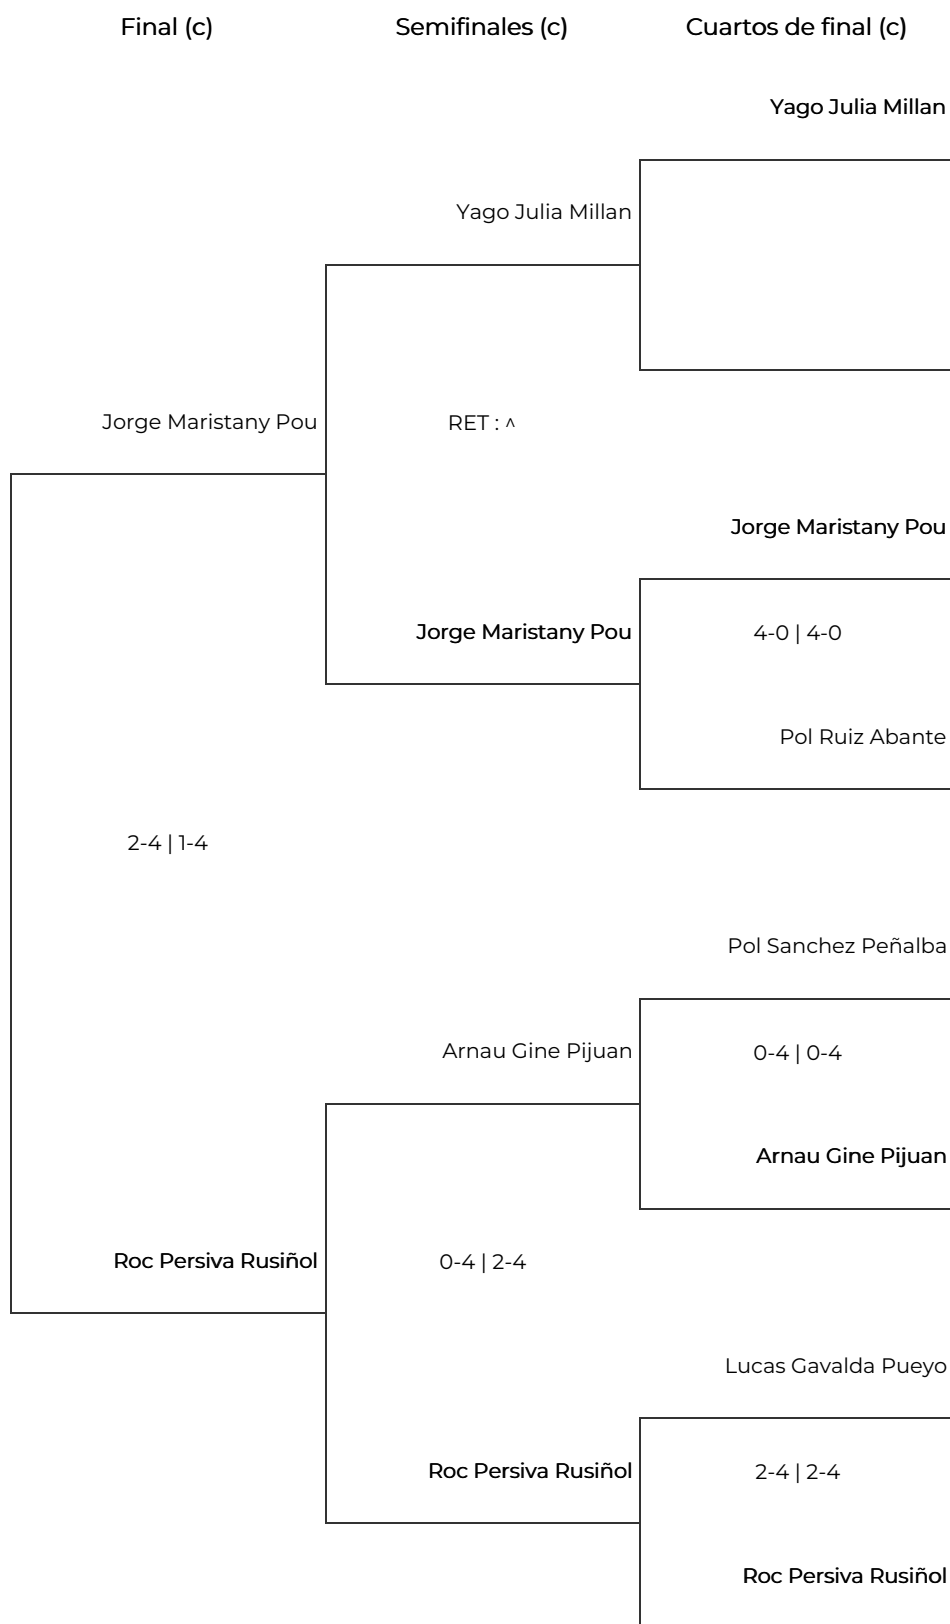 Final (c)
Semifinales (c)
Cuartos de final (c)
Yago Julia Millan
Yago Julia Millan
Jorge Maristany Pou
RET : ^
Jorge Maristany Pou
Jorge Maristany Pou
4-0 | 4-0
Pol Ruiz Abante
2-4 | 1-4
Pol Sanchez Peñalba
Arnau Gine Pijuan
0-4 | 0-4
Arnau Gine Pijuan
Roc Persiva Rusiñol
0-4 | 2-4
Lucas Gavalda Pueyo
Roc Persiva Rusiñol
2-4 | 2-4
Roc Persiva Rusiñol